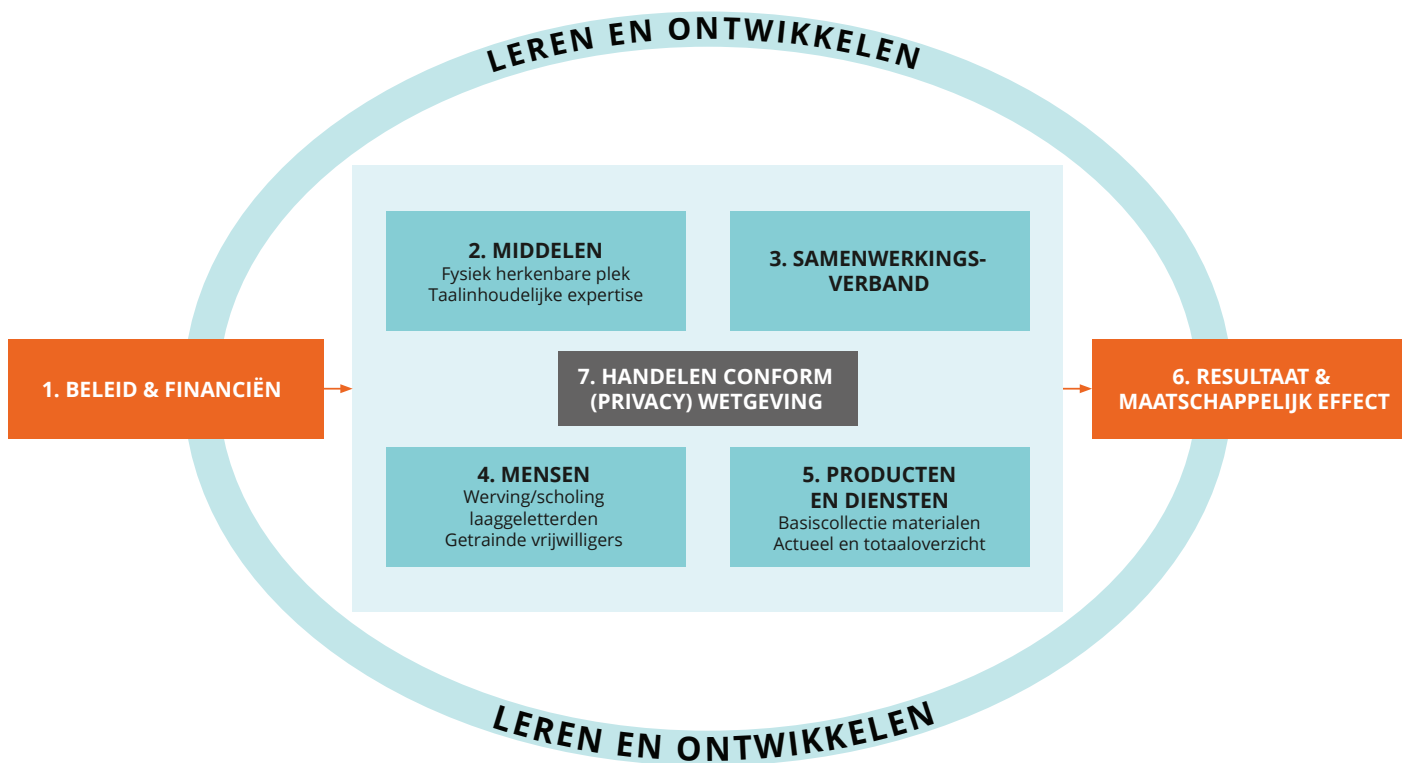 LEREN EN ONTWIKKELEN
2. MIDDELEN
Fysiek herkenbare plek
Taalinhoudelijke expertise
3. SAMENWERKINGS-
VERBAND
1. BELEID & FINANCIËN
7. HANDELEN CONFORM
(PRIVACY) WETGEVING
6. RESULTAAT &
MAATSCHAPPELIJK EFFECT
4. MENSEN
Werving/scholing
laaggeletterden
Getrainde vrijwilligers
5. PRODUCTEN
EN DIENSTEN
Basiscollectie materialen
Actueel en totaaloverzicht
LEREN EN ONTWIKKELEN